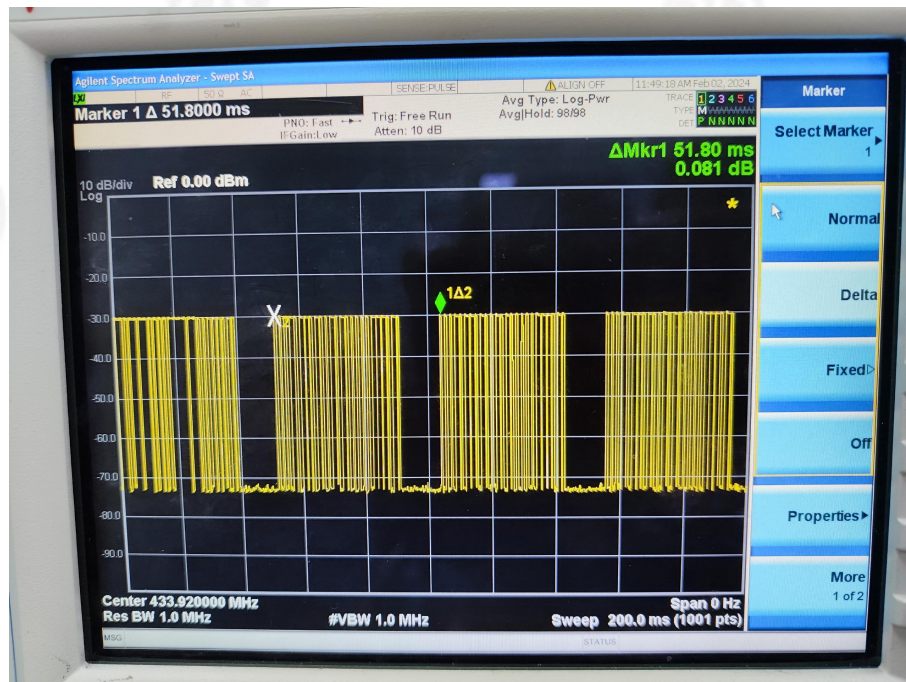 Agilent Spectrum Analyzer - Swept SA
LXI RF 50 Ω AC SENSE:PULSE ALIGN OFF 11:49:18 AM Feb 02, 2024
Marker 1 Δ 51.8000 ms
PNO: Fast
IFGain:Low
Trig: Free Run
Atten: 10 dB
Avg Type: Log-Pwr
Avg|Hold: 98/98
TRACE 1 2 3 4 5 6
TYPE M
DET P N N N N N
ΔMkr1 51.80 ms
0.081 dB
10 dB/div Ref 0.00 dBm
Log
-10.0
-20.0
-30.0
-40.0
-50.0
-60.0
-70.0
-80.0
-90.0
X2
1Δ2
*
Center 433.920000 MHz
Span 0 Hz
Res BW 1.0 MHz
#VBW 1.0 MHz
Sweep 200.0 ms (1001 pts)
MSG
STATUS
Marker
Select Marker
1
Normal
Delta
Fixed
Off
Properties
More
1 of 2